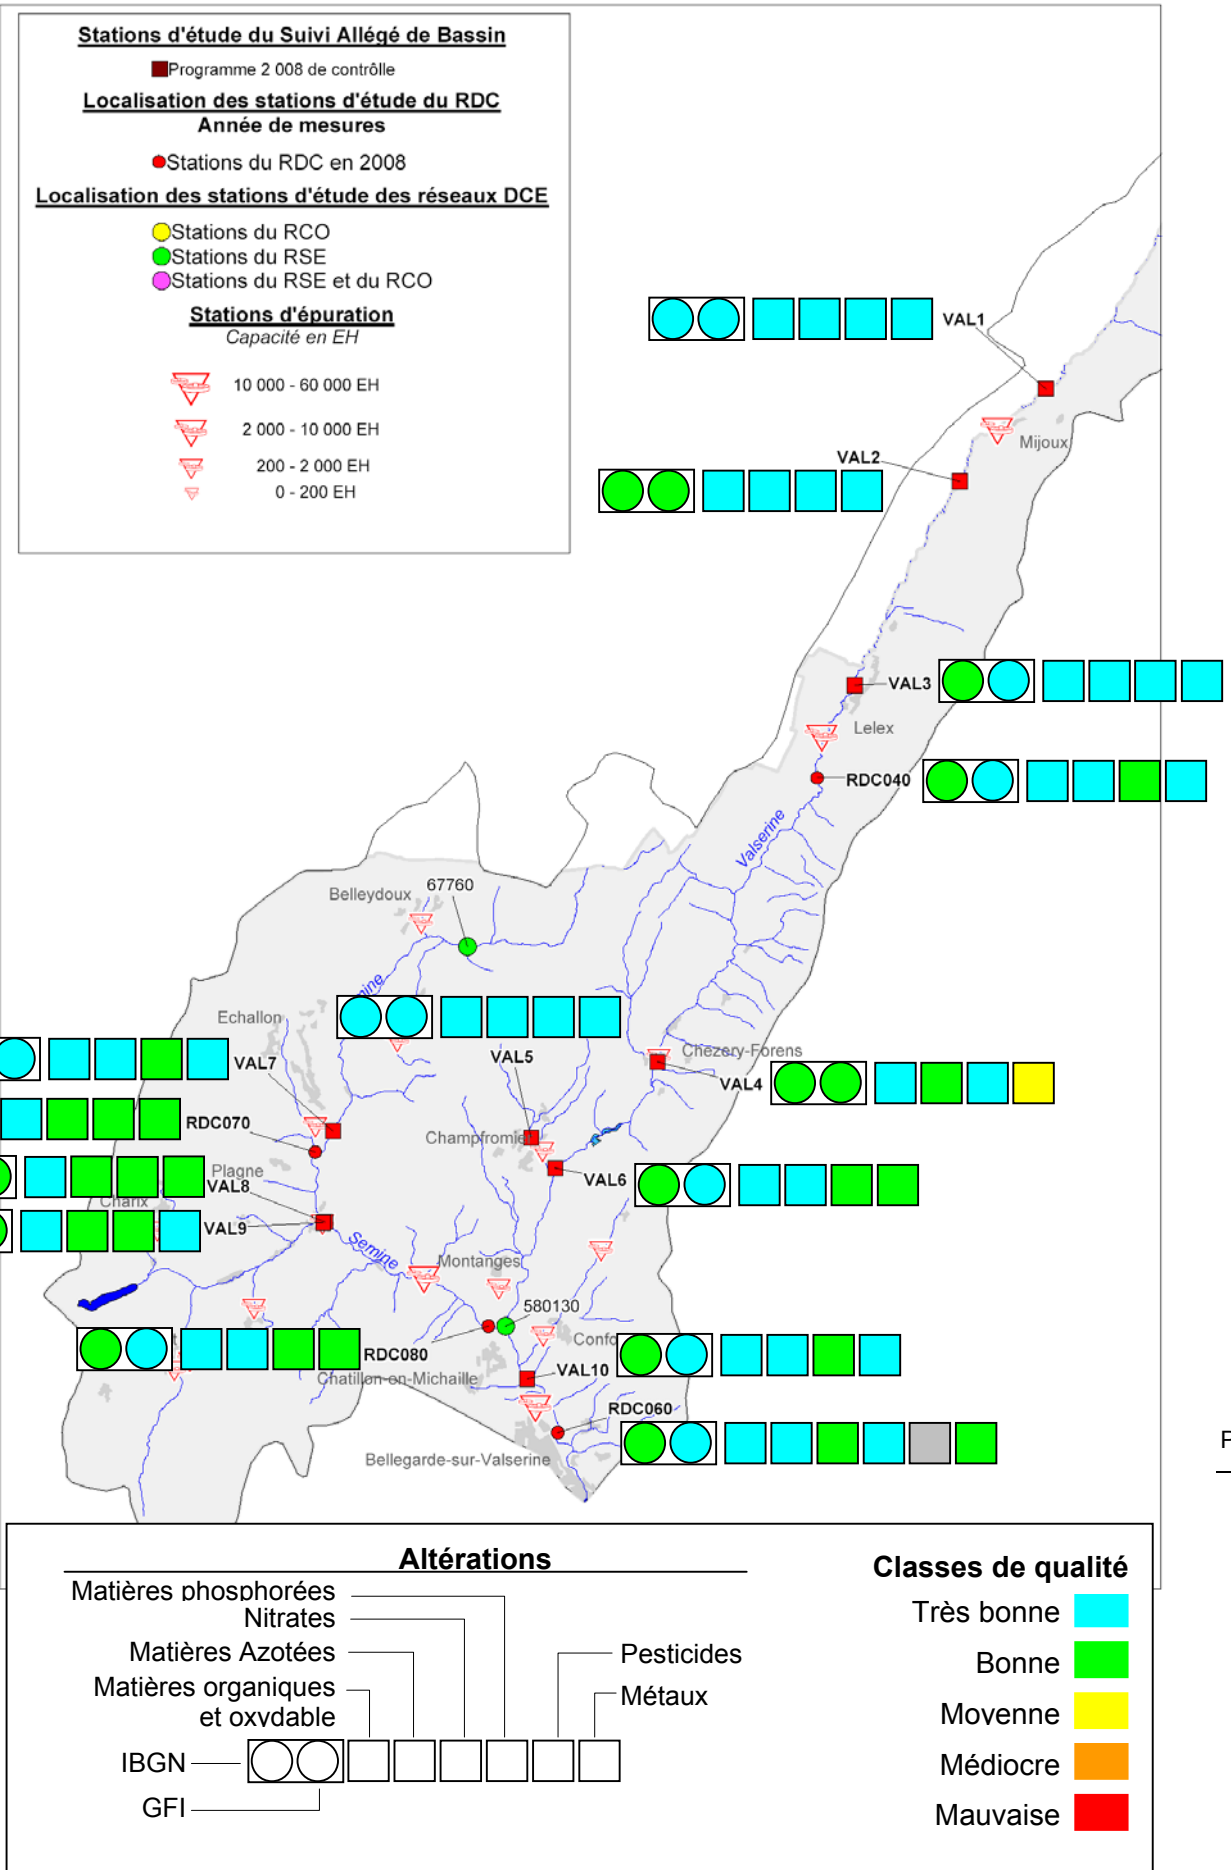 Stations d'étude du Suivi Allégé de Bassin
Programme 2 008 de contrôlle
Localisation des stations d'étude du RDC
Année de mesures
Stations du RDC en 2008
Localisation des stations d'étude des réseaux DCE
Stations du RCO
Stations du RSE
Stations du RSE et du RCO
Stations d'épuration
Capacité en EH
10 000 - 60 000 EH
2 000 - 10 000 EH
200 - 2 000 EH
0 - 200 EH
VAL1
Mijoux
VAL2
VAL3
Lelex
RDC040
Valserine
Belleydoux
67760
mine
Echallon
VAL7
VAL5
Chezery-Forens
VAL4
RDC070
Champfromie
Plagne
VAL8
VAL6
Charix
VAL9
Semine
Montanges
580130
Confo
RDC080
Chatillon-en-Michaille
VAL10
RDC060
Bellegarde-sur-Valserine
P
Altérations
Matières phosphorées
Nitrates
Matières Azotées
Matières organiques
et oxydable
IBGN
GFI
Pesticides
Métaux
Classes de qualité
Très bonne
Bonne
Moyenne
Médiocre
Mauvaise